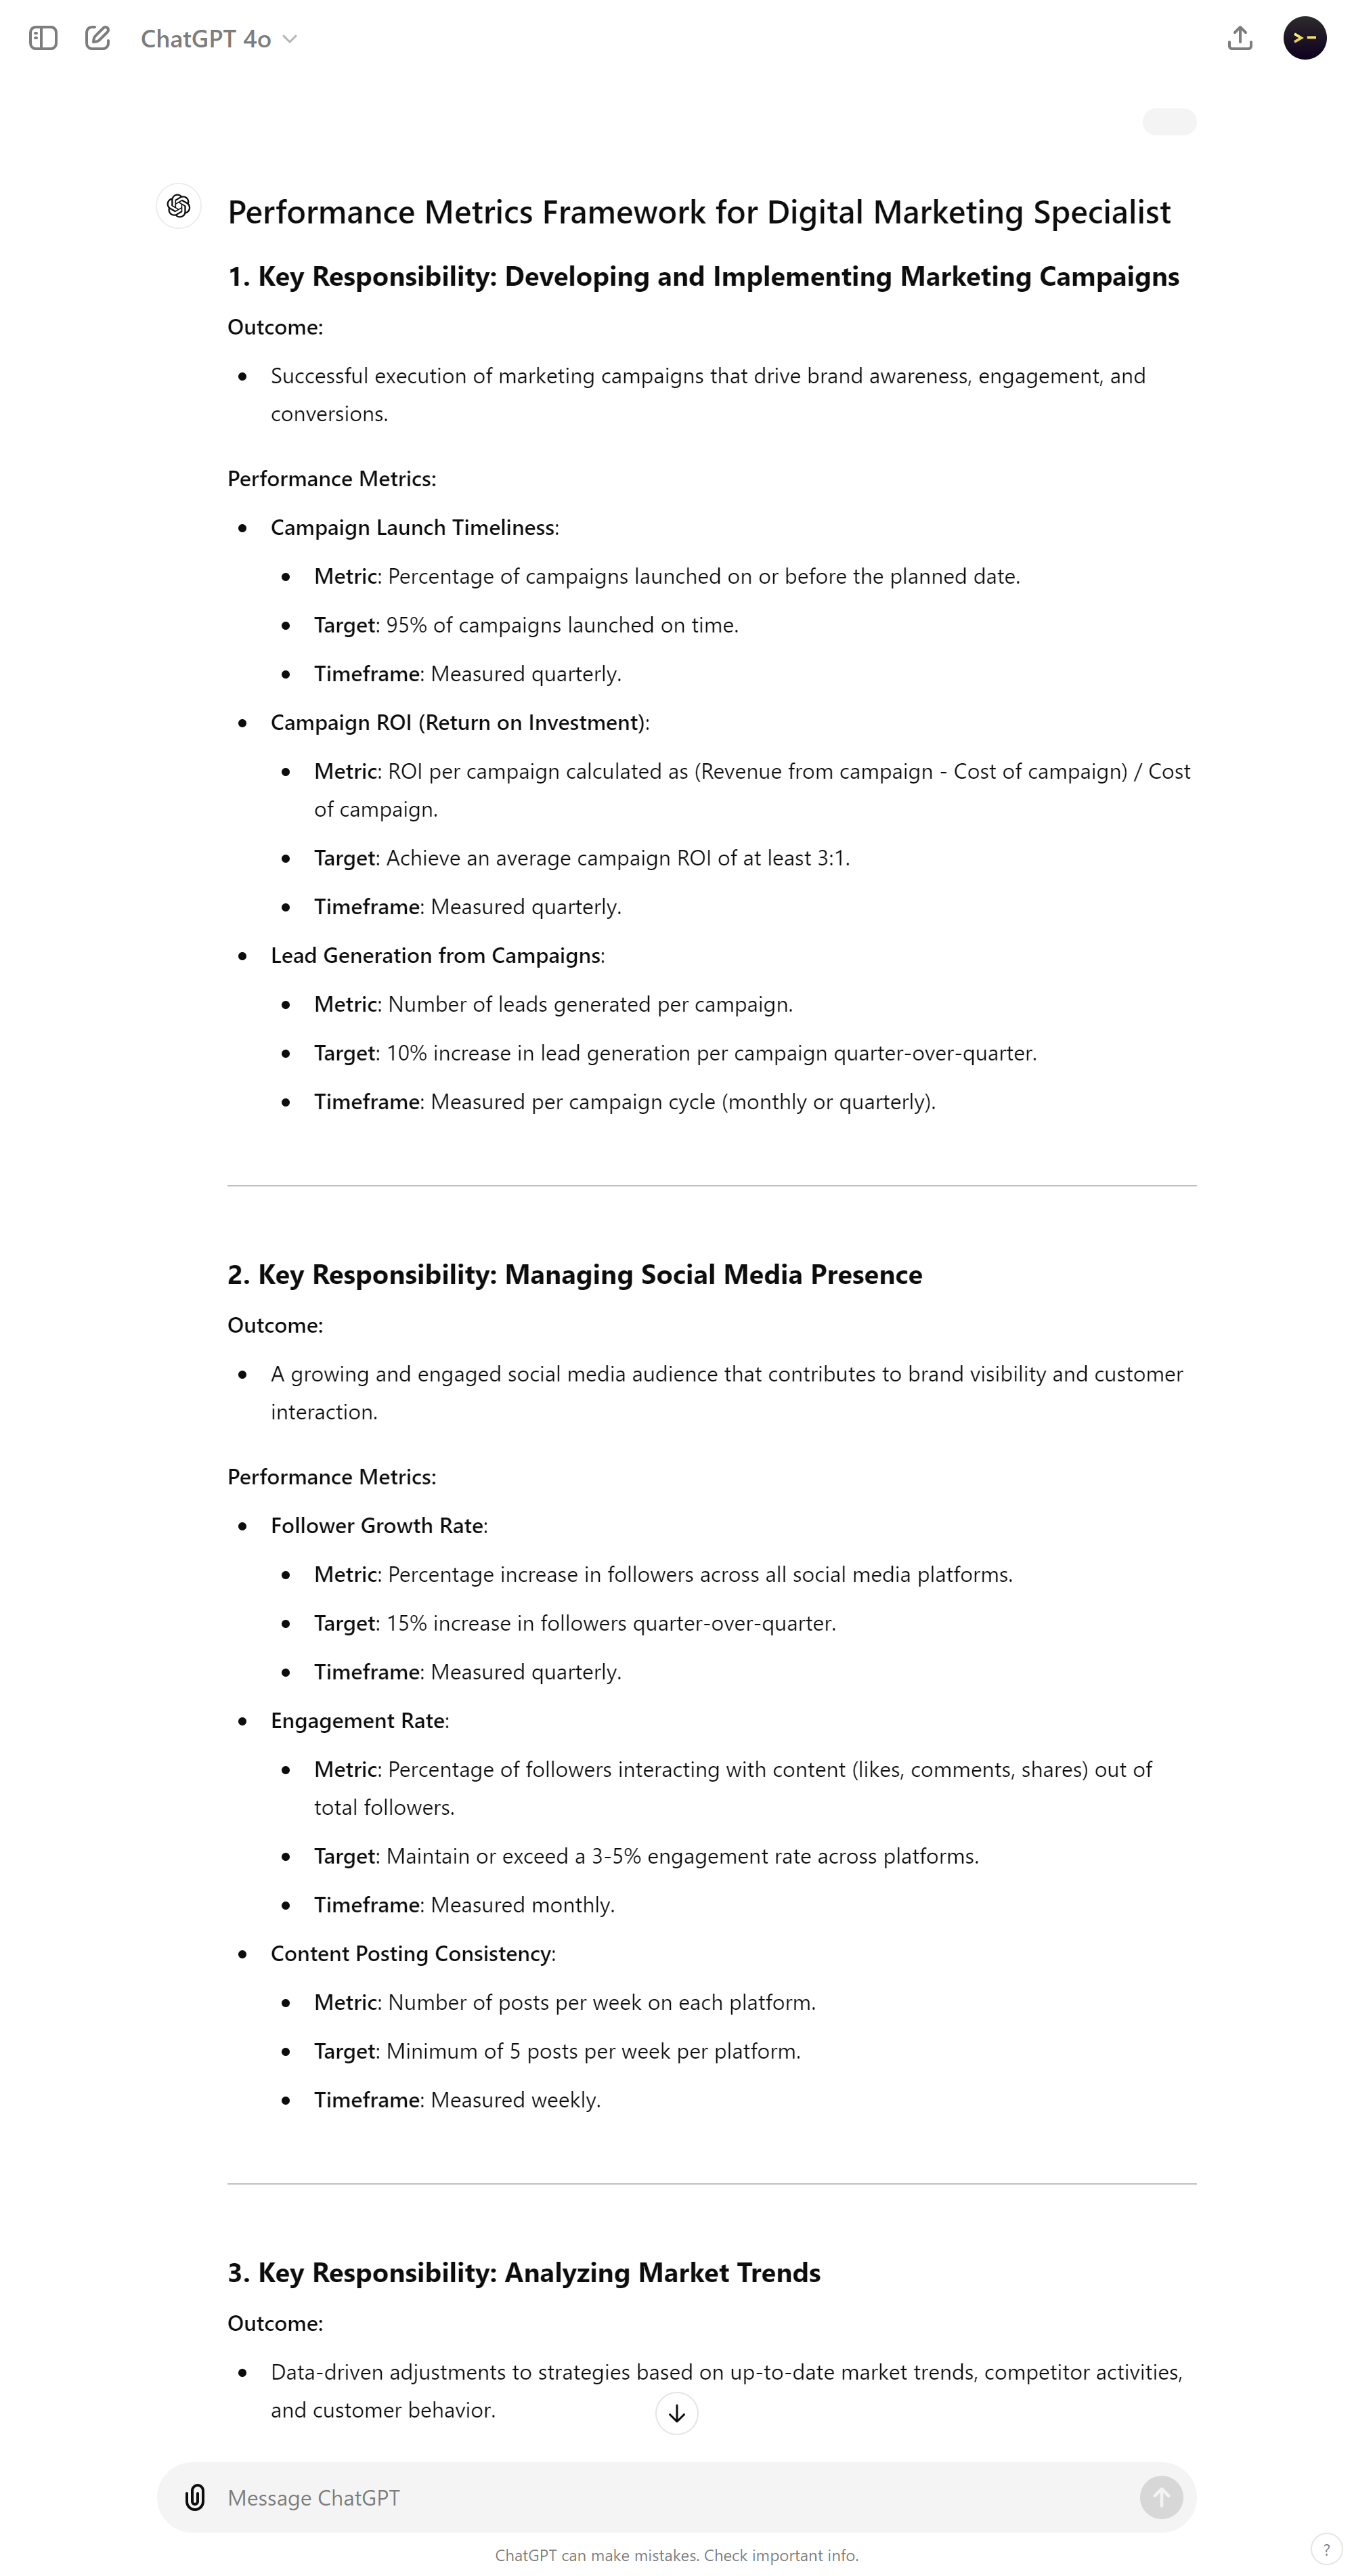 ChatGPT 4o
>-
Performance Metrics Framework for Digital Marketing Specialist
1. Key Responsibility: Developing and Implementing Marketing Campaigns
Outcome:
Successful execution of marketing campaigns that drive brand awareness, engagement, and
conversions.
Performance Metrics:
Campaign Launch Timeliness:
Metric: Percentage of campaigns launched on or before the planned date.
Target: 95% of campaigns launched on time.
Timeframe: Measured quarterly.
Campaign ROI (Return on Investment):
Metric: ROI per campaign calculated as (Revenue from campaign - Cost of campaign) / Cost
of campaign.
Target: Achieve an average campaign ROI of at least 3:1.
Timeframe: Measured quarterly.
Lead Generation from Campaigns:
Metric: Number of leads generated per campaign.
Target: 10% increase in lead generation per campaign quarter-over-quarter.
Timeframe: Measured per campaign cycle (monthly or quarterly).
2. Key Responsibility: Managing Social Media Presence
Outcome:
A growing and engaged social media audience that contributes to brand visibility and customer
interaction.
Performance Metrics:
Follower Growth Rate:
Metric: Percentage increase in followers across all social media platforms.
Target: 15% increase in followers quarter-over-quarter.
Timeframe: Measured quarterly.
Engagement Rate:
Metric: Percentage of followers interacting with content (likes, comments, shares) out of
total followers.
Target: Maintain or exceed a 3-5% engagement rate across platforms.
Timeframe: Measured monthly.
Content Posting Consistency:
Metric: Number of posts per week on each platform.
Target: Minimum of 5 posts per week per platform.
Timeframe: Measured weekly.
3. Key Responsibility: Analyzing Market Trends
Outcome:
Data-driven adjustments to strategies based on up-to-date market trends, competitor activities,
and customer behavior.
Message ChatGPT
ChatGPT can make mistakes. Check important info.
?